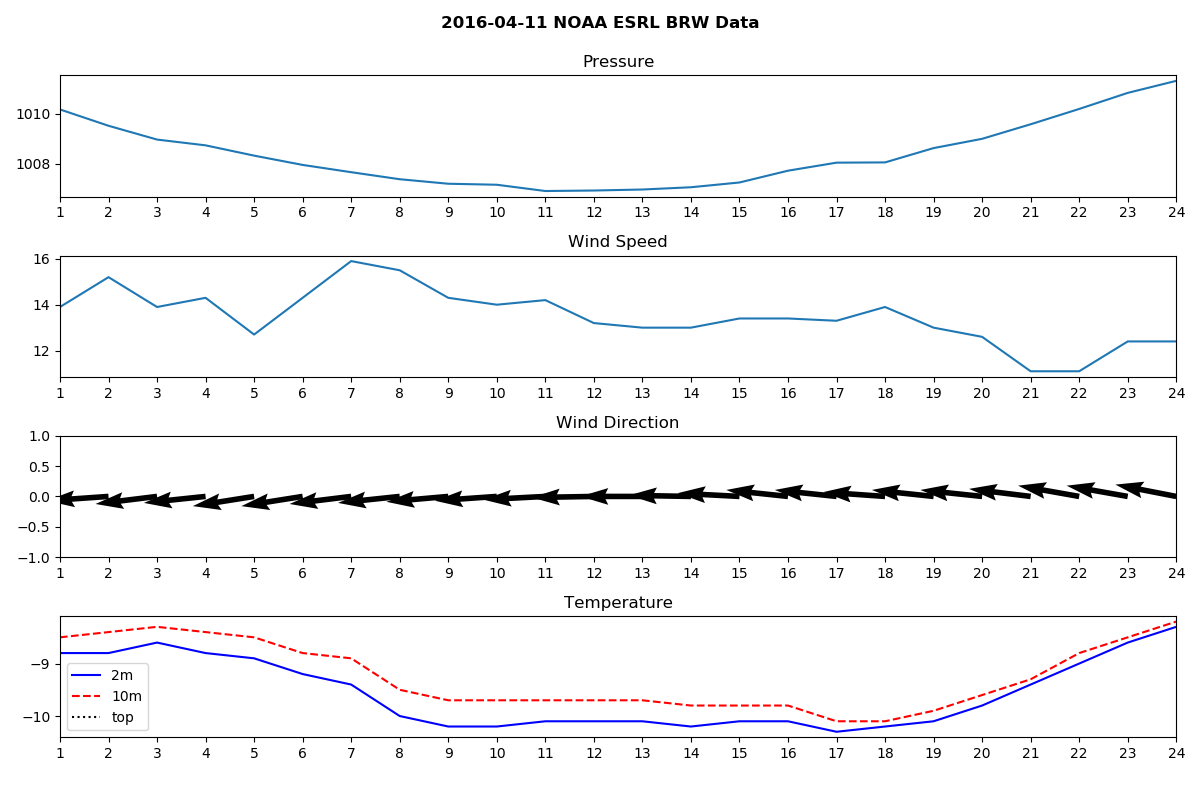 2016-04-11 NOAA ESRL BRW Data
Pressure
1010
1008
1 2 3 4 5 6 7 8 9 10 11 12 13 14 15 16 17 18 19 20 21 22 23 24
Wind Speed
16
14
12
1 2 3 4 5 6 7 8 9 10 11 12 13 14 15 16 17 18 19 20 21 22 23 24
Wind Direction
1.0
0.5
0.0
−0.5
−1.0
1 2 3 4 5 6 7 8 9 10 11 12 13 14 15 16 17 18 19 20 21 22 23 24
Temperature
−9
−10
2m
10m
top
1 2 3 4 5 6 7 8 9 10 11 12 13 14 15 16 17 18 19 20 21 22 23 24